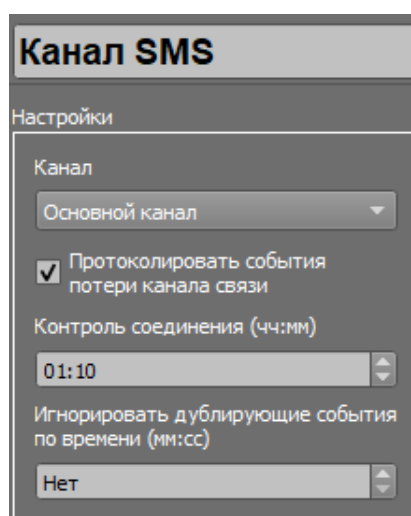 Канал SMS
Настройки
Канал
Основной канал
Протоколировать события
потери канала связи
Контроль соединения (чч:мм)
01:10
Игнорировать дублирующие события
по времени (мм:сс)
Нет